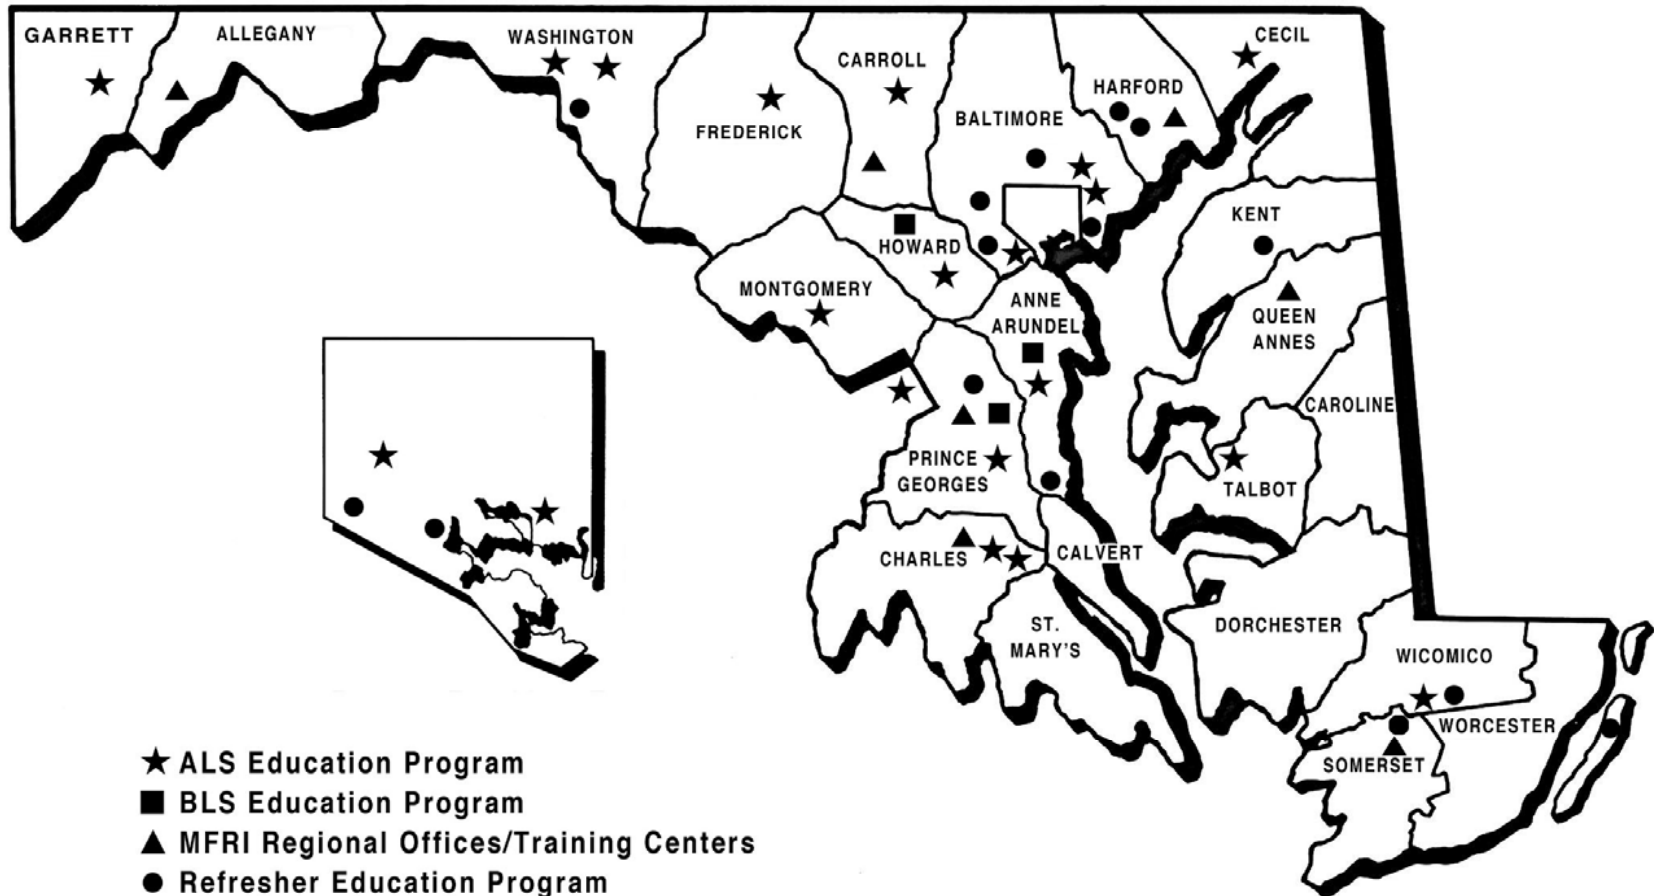 GARRETT
ALLEGANY
WASHINGTON
FREDERICK
CARROLL
BALTIMORE
HARFORD
CECIL
KENT
HOWARD
MONTGOMERY
ANNE
ARUNDEL
QUEEN
ANNES
CAROLINE
PRINCE
GEORGES
TALBOT
CHARLES
CALVERT
ST.
MARY'S
DORCHESTER
WICOMICO
WORCESTER
SOMERSET
ALS Education Program
BLS Education Program
MFRI Regional Offices/Training Centers
Refresher Education Program